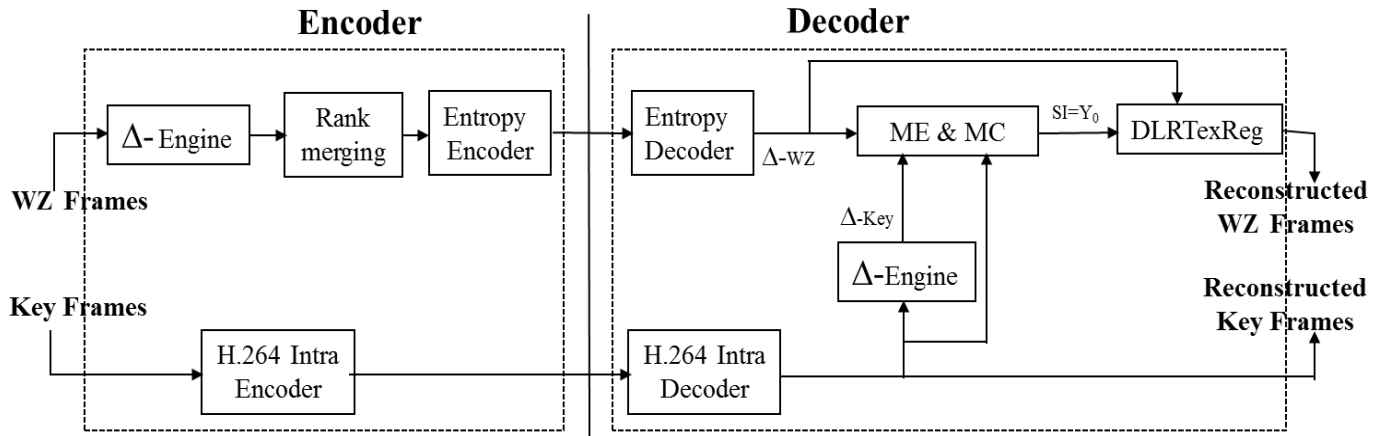 Encoder
Decoder
Δ- Engine
Rank
merging
Entropy
Encoder
Entropy
Decoder
Δ-WZ
ME & MC
SI=Y₀
DLRTexReg
WZ Frames
Reconstructed
WZ Frames
Δ-Key
Δ-Engine
Key Frames
Reconstructed
Key Frames
H.264 Intra
Encoder
H.264 Intra
Decoder